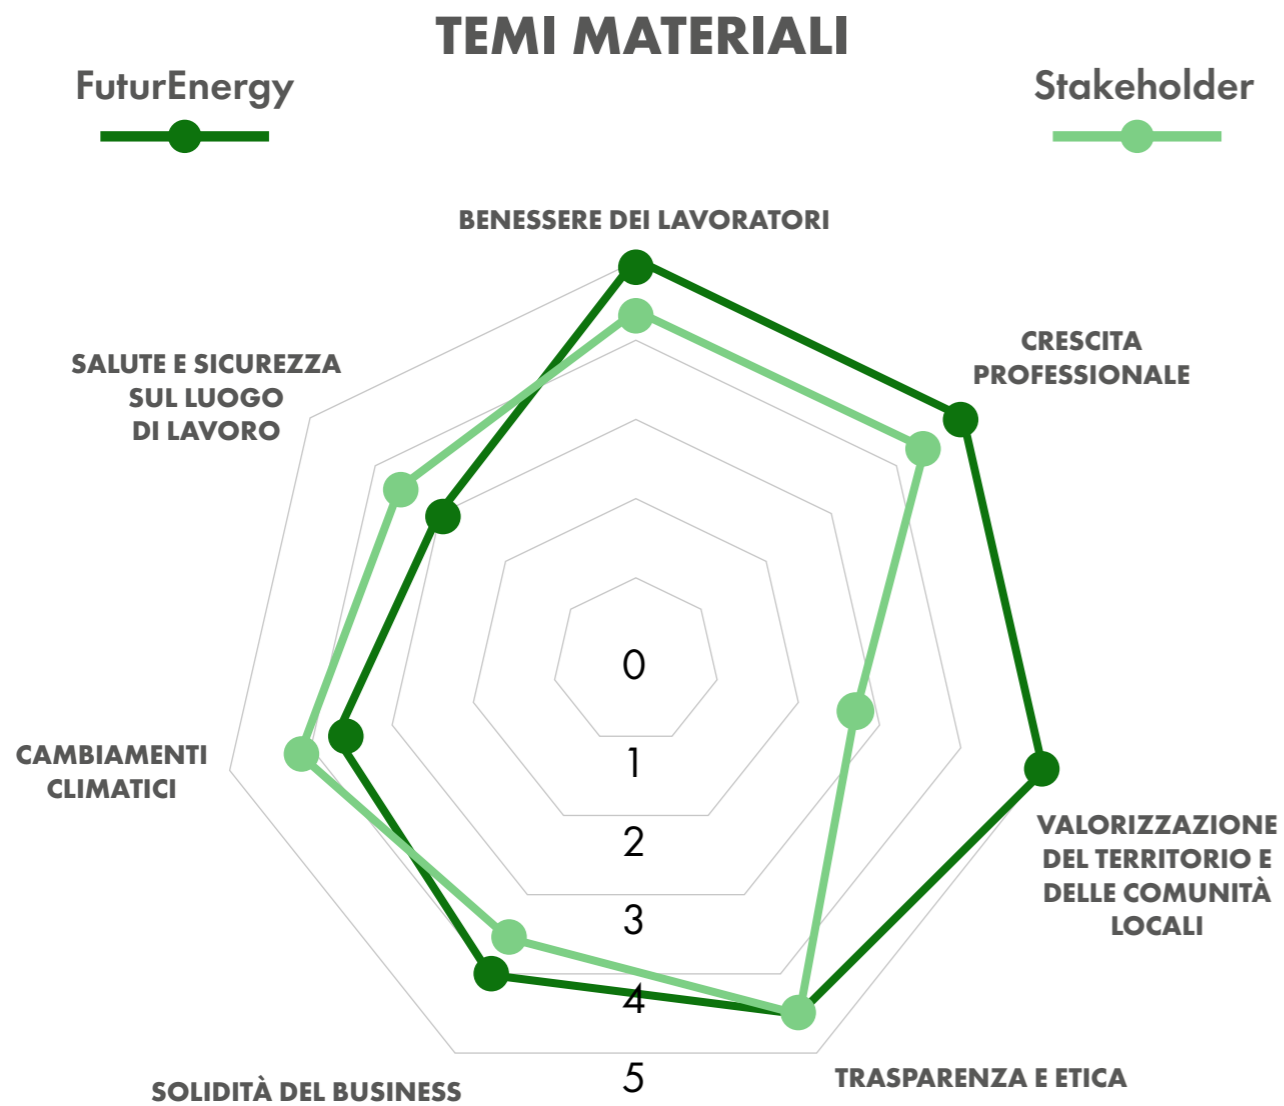 TEMI MATERIALI
FuturEnergy
Stakeholder
BENESSERE DEI LAVORATORI
CRESCITA
PROFESSIONALE
SALUTE E SICUREZZA
SUL LUOGO
DI LAVORO
0
CAMBIAMENTI
CLIMATICI
1
VALORIZZAZIONE
DEL TERRITORIO E
DELLE COMUNITÀ
LOCALI
2
3
4
5
SOLIDITÀ DEL BUSINESS
TRASPARENZA E ETICA